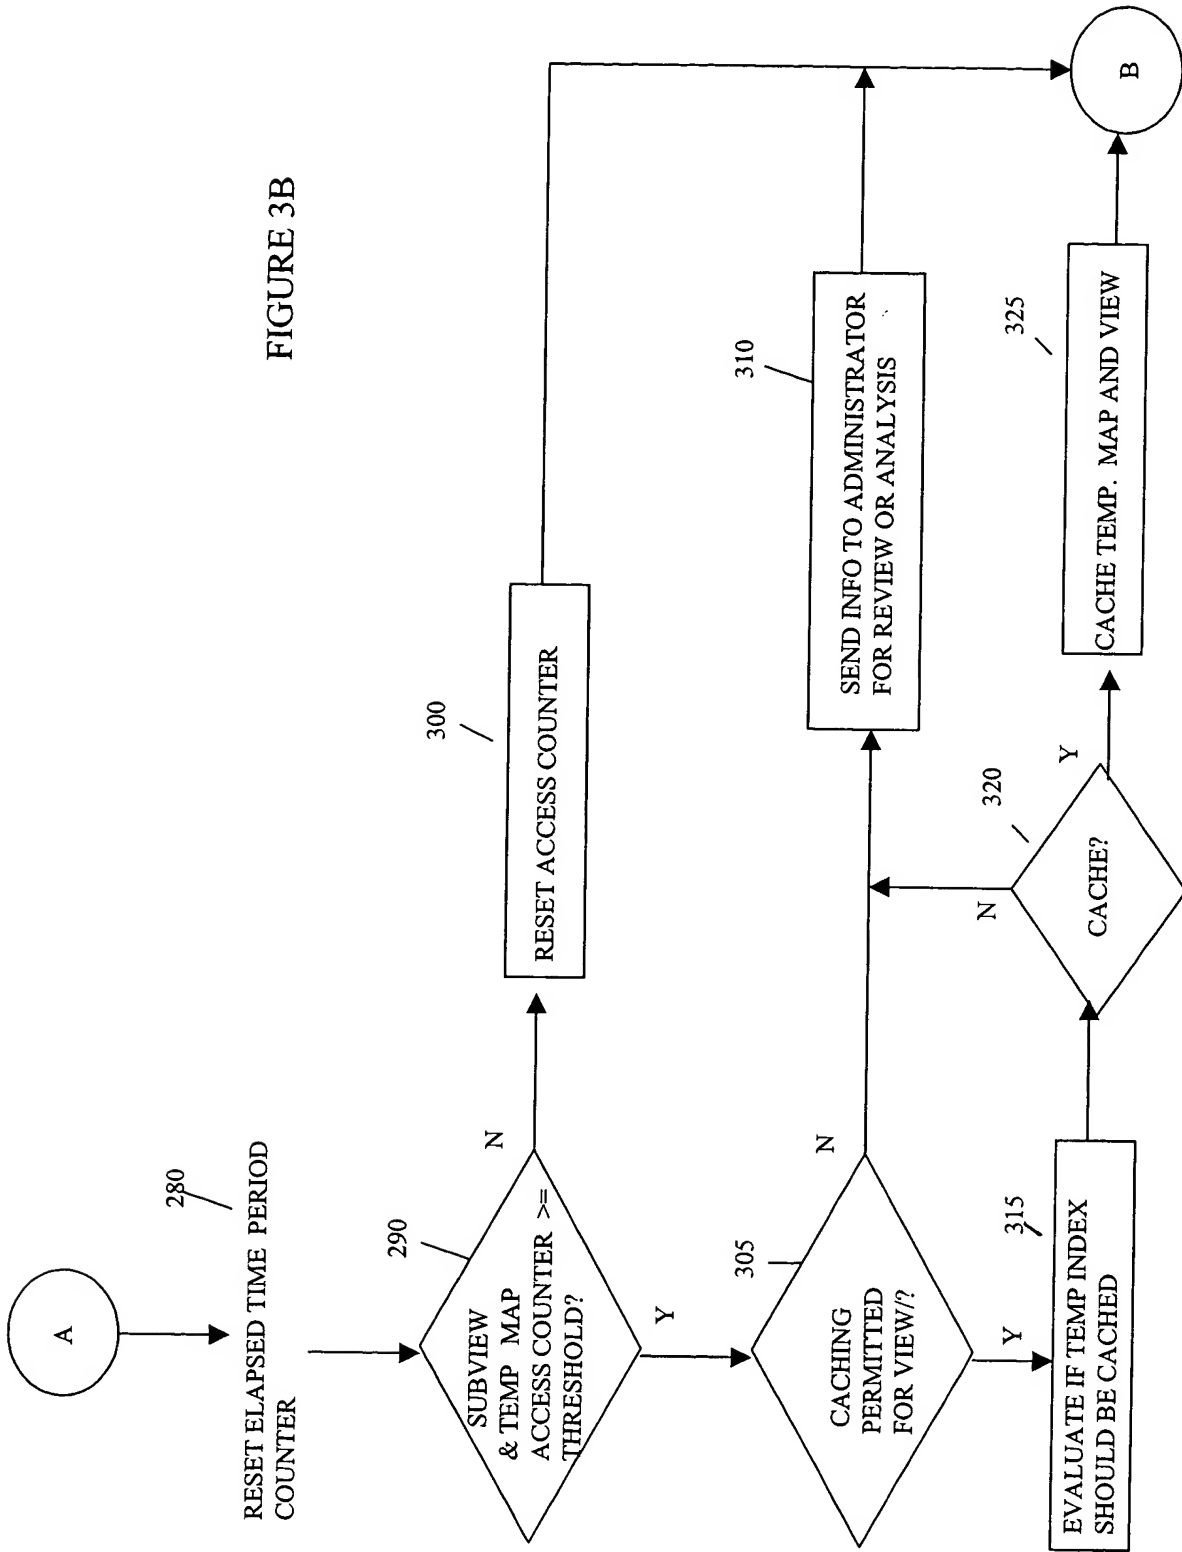 FIGURE 3B
A
280
RESET ELAPSED TIME PERIOD
COUNTER
290
SUBVIEW
& TEMP MAP
ACCESS COUNTER >=
THRESHOLD?
N
Y
300
RESET ACCESS COUNTER
305
CACHING
PERMITTED
FOR VIEW/?
N
Y
310
SEND INFO TO ADMINISTRATOR
FOR REVIEW OR ANALYSIS
315
EVALUATE IF TEMP INDEX
SHOULD BE CACHED
320
CACHE?
N
Y
325
CACHE TEMP. MAP AND VIEW
B